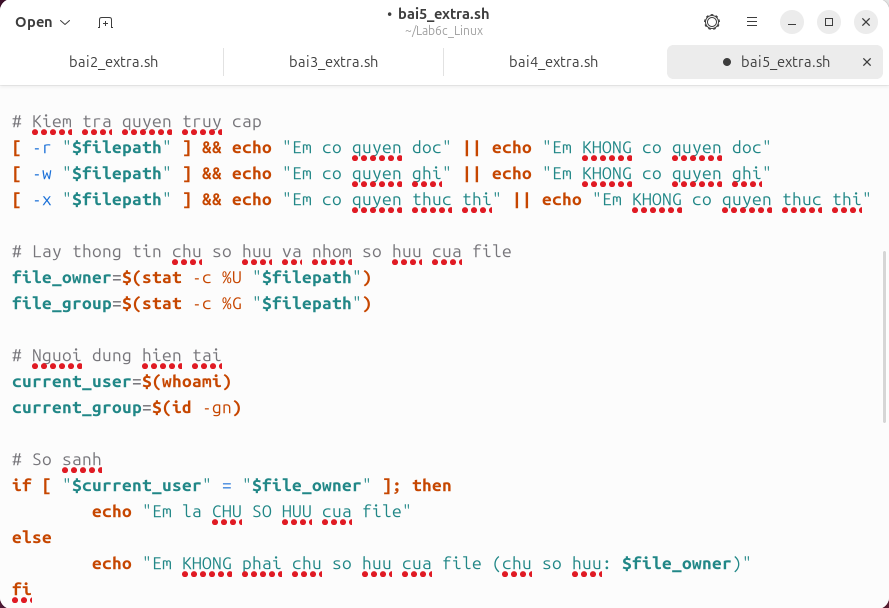 Open
• bai5_extra.sh
~/Lab6c_Linux
bai2_extra.sh
bai3_extra.sh
bai4_extra.sh
● bai5_extra.sh
# Kiem tra quyen truy cap
[ -r "$filepath" ] && echo "Em co quyen doc" || echo "Em KHONG co quyen doc"
[ -w "$filepath" ] && echo "Em co quyen ghi" || echo "Em KHONG co quyen ghi"
[ -x "$filepath" ] && echo "Em co quyen thuc thi" || echo "Em KHONG co quyen thuc thi"
# Lay thong tin chu so huu va nhom so huu cua file
file_owner=$(stat -c %U "$filepath")
file_group=$(stat -c %G "$filepath")
# Nguoi dung hien tai
current_user=$(whoami)
current_group=$(id -gn)
# So sanh
if [ "$current_user" = "$file_owner" ]; then
echo "Em la CHU SO HUU cua file"
else
echo "Em KHONG phai chu so huu cua file (chu so huu: $file_owner)"
fi